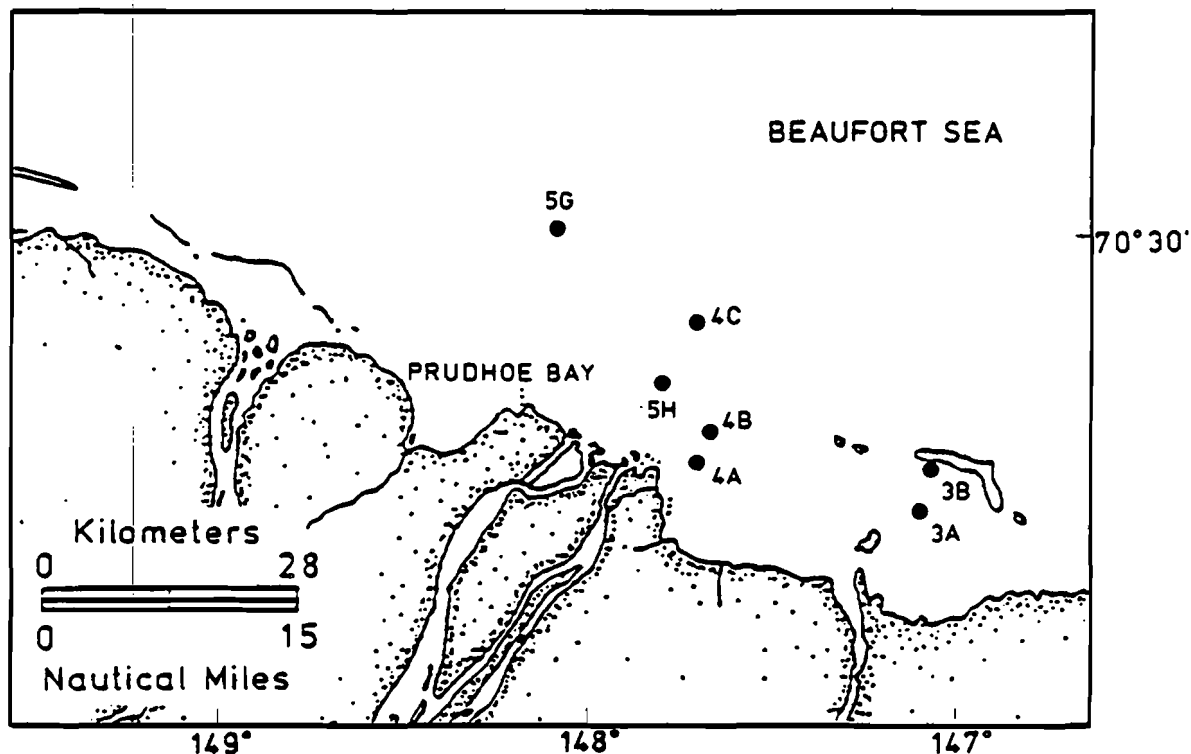 BEAUFORT SEA
5G
70°30'
4C
PRUDHOE BAY
5H
4B
4A
3B
3A
Kilometers
0 28
0 15
Nautical Miles
149° 148° 147°